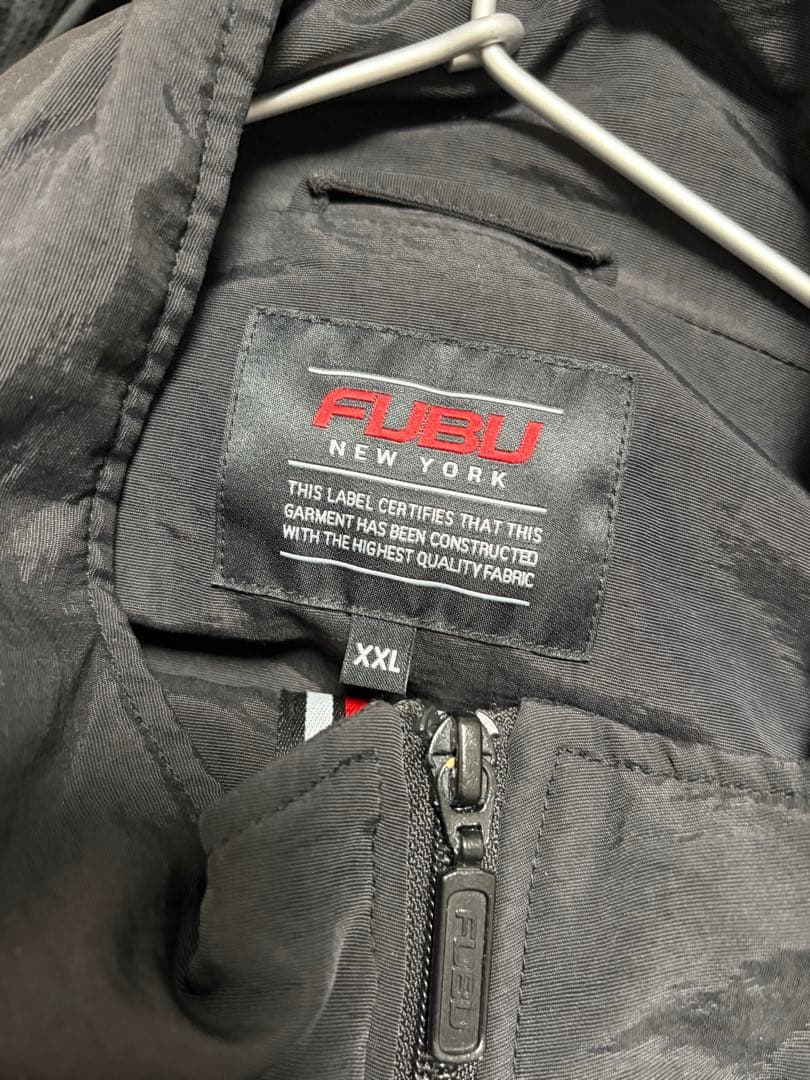 FUBU
NEW YORK
THIS LABEL CERTIFIES THAT THIS
GARMENT HAS BEEN CONSTRUCTED
WITH THE HIGHEST QUALITY FABRIC
XXL
FUBU